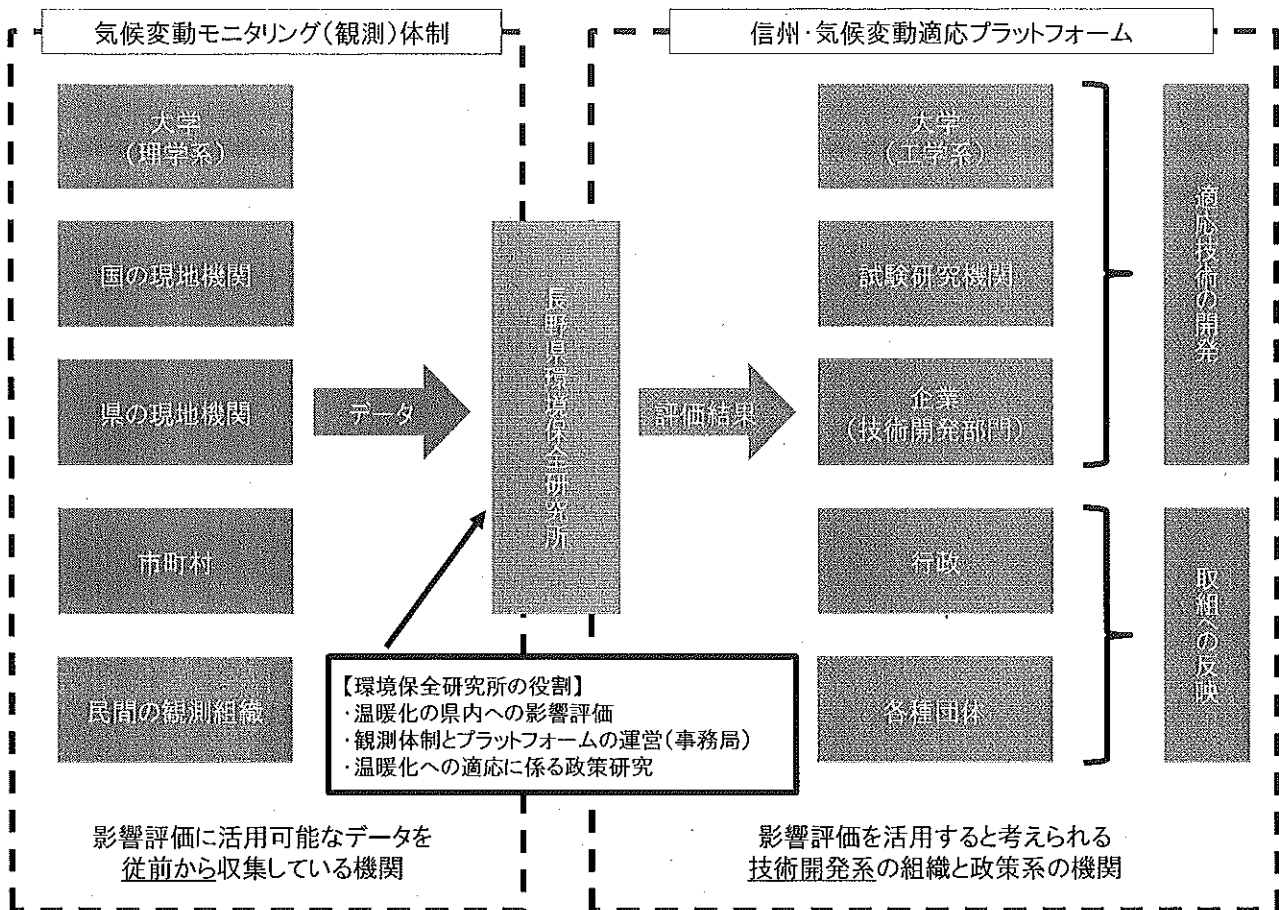 気候変動モニタリング(観測)体制
大学
(理学系)
国の現地機関
県の現地機関
市町村
民間の観測組織
データ
影響評価に活用可能なデータを
従前から収集している機関
長野県環境保全研究所
【環境保全研究所の役割】
・温暖化の県内への影響評価
・観測体制とプラットフォームの運営(事務局)
・温暖化への適応に係る政策研究
評価結果
信州・気候変動適応プラットフォーム
大学
(工学系)
試験研究機関
企業
(技術開発部門)
行政
各種団体
適応技術の開発
取組への反映
影響評価を活用すると考えられる
技術開発系の組織と政策系の機関